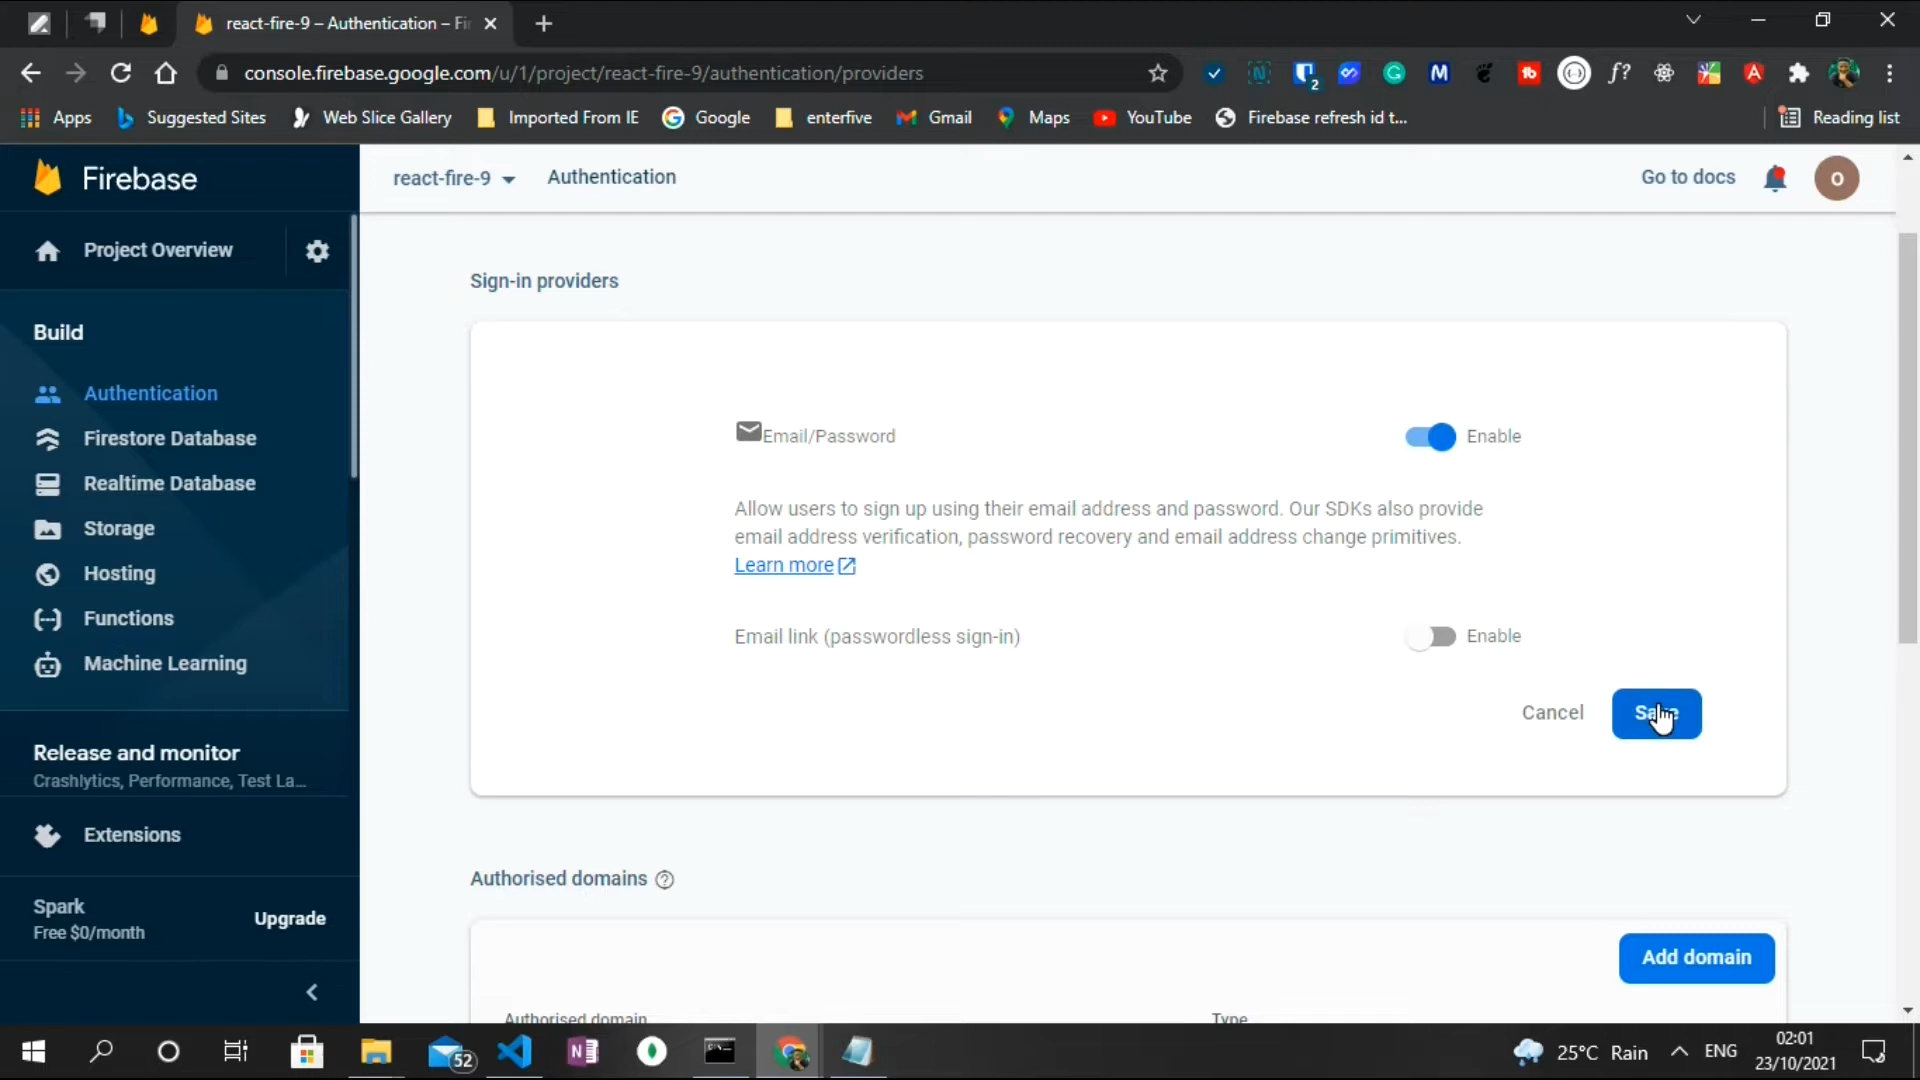 react-fire-9 – Authentication – Fir
console.firebase.google.com/u/1/project/react-fire-9/authentication/providers
Apps
Suggested Sites
Web Slice Gallery
Imported From IE
Google
enterfive
Gmail
Maps
YouTube
Firebase refresh id t...
Reading list
Firebase
react-fire-9
Authentication
Go to docs
o
Project Overview
Build
Authentication
Firestore Database
Realtime Database
Storage
Hosting
Functions
Machine Learning
Release and monitor
Crashlytics, Performance, Test La...
Extensions
Spark
Free $0/month
Upgrade
Sign-in providers
Email/Password
Enable
Allow users to sign up using their email address and password. Our SDKs also provide
email address verification, password recovery and email address change primitives.
Learn more
Email link (passwordless sign-in)
Enable
Cancel
Save
Authorised domains
Add domain
Authorised domain
Type
52
25°C Rain
ENG
02:01
23/10/2021